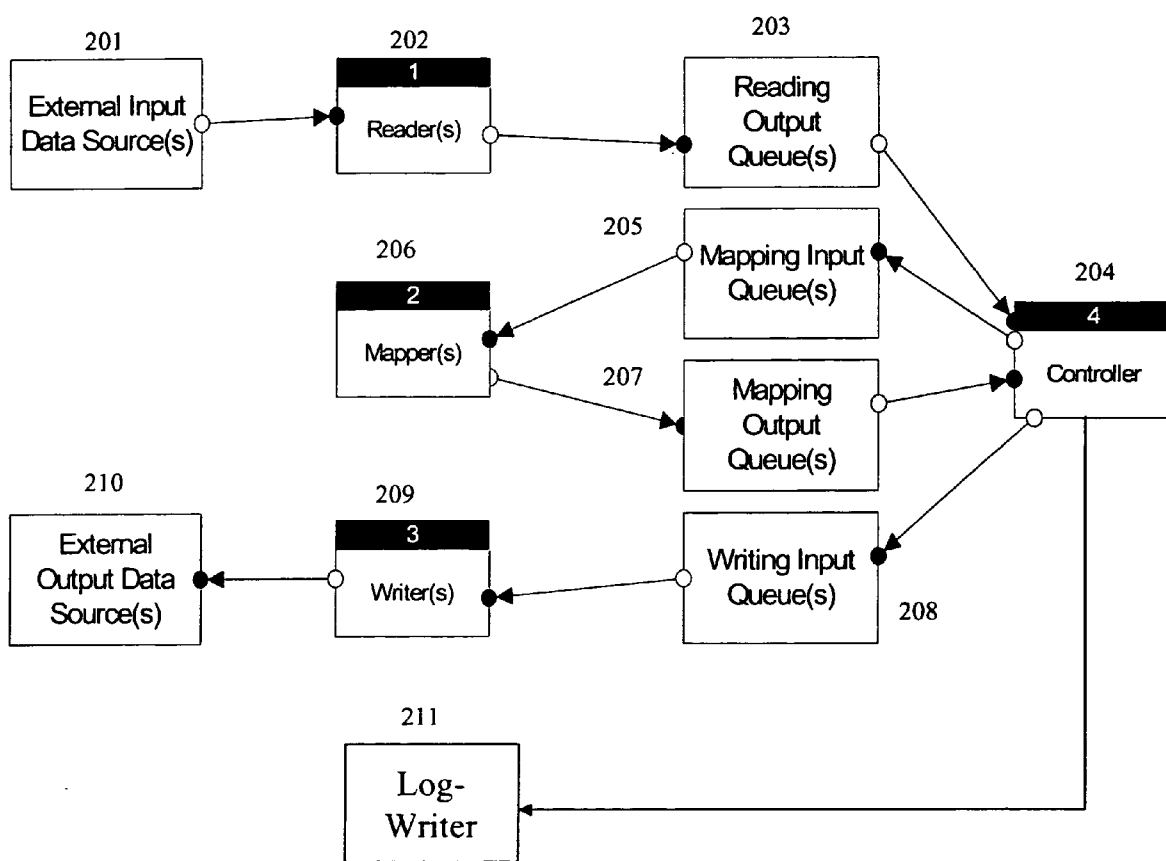 201
External Input
Data Source(s)
202
1
Reader(s)
203
Reading
Output
Queue(s)
205
Mapping Input
Queue(s)
206
2
Mapper(s)
204
4
Controller
207
Mapping
Output
Queue(s)
210
External
Output Data
Source(s)
209
3
Writer(s)
Writing Input
Queue(s)
208
211
Log-
Writer